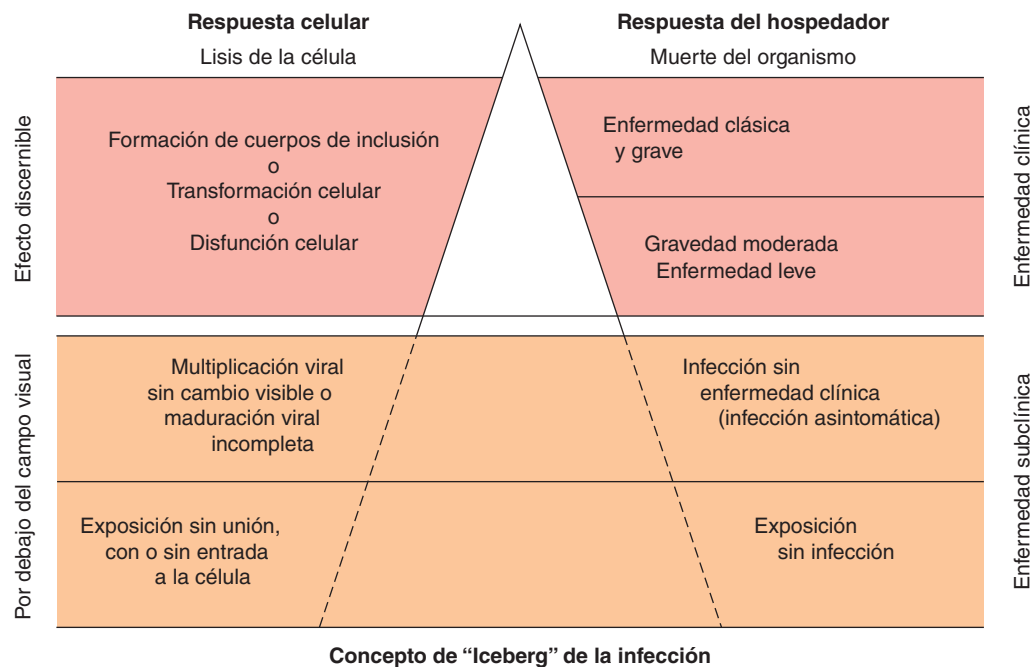 Respuesta celular
Lisis de la célula
Respuesta del hospedador
Muerte del organismo
Efecto discernible
Formación de cuerpos de inclusión
o
Transformación celular
o
Disfunción celular
Enfermedad clásica
y grave
Gravedad moderada
Enfermedad leve
Enfermedad clínica
Por debajo del campo visual
Multiplicación viral
sin cambio visible o
maduración viral
incompleta
Infección sin
enfermedad clínica
(infección asintomática)
Exposición sin unión,
con o sin entrada
a la célula
Exposición
sin infección
Enfermedad subclínica
Concepto de “Iceberg” de la infección